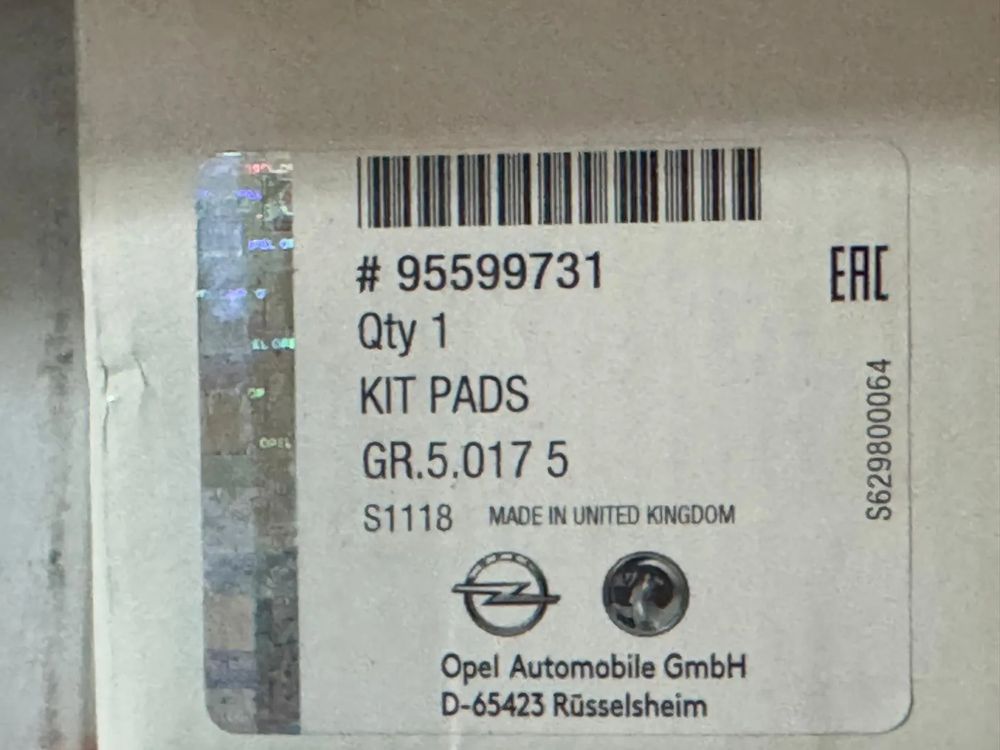 # 95599731
EAC
Qty 1
KIT PADS
GR.5.017 5
S1118 MADE IN UNITED KINGDOM
S629800064
Opel Automobile GmbH
D-65423 Rüsselsheim
OPEL